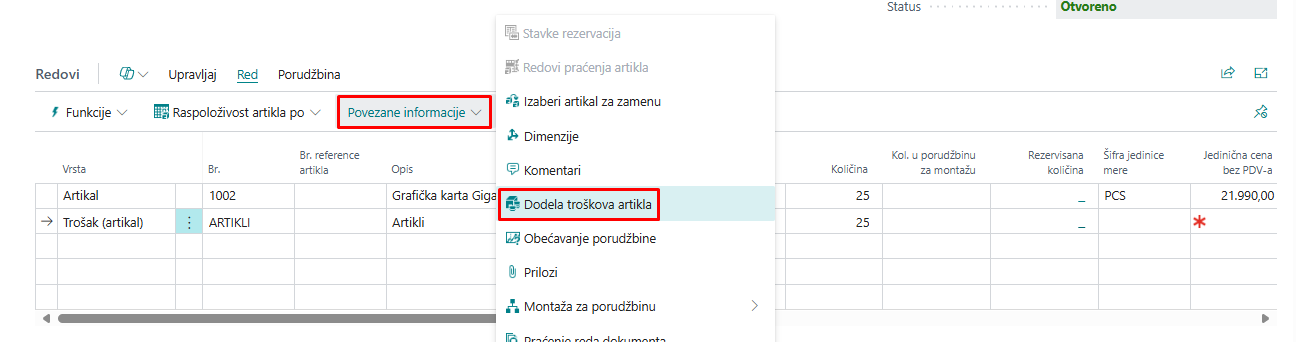 Status Otvoreno
Redovi Upravljaj Red Porudžbina
Funkcije Raspoloživost artikla po Povezane informacije
Stavke rezervacija
Redovi praćenja artikla
Izaberi artikal za zamenu
Dimenzije
Komentari
Dodela troškova artikla
Obećavanje porudžbine
Prilozi
Montaža za porudžbinu
Praćenje reda dokumenta
Vrsta
Br.
Br. reference
artikla
Opis
Količina
Kol. u porudžbinu
za montažu
Rezervisana
količina
Šifra jedinice
mere
Jedinična cena
bez PDV-a
Artikal 1002 Grafička karta Giga 25 _ PCS 21.990,00
Trošak (artikal) ARTIKLI Artikli 25 _ *